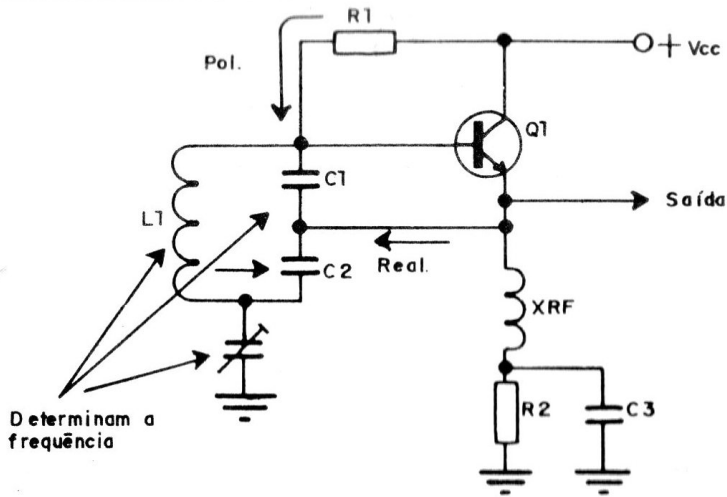 R1
Pol.
+ Vcc
Q1
C1
Saída
L1
C2
Real.
XRF
R2
C3
Determinam a
frequência